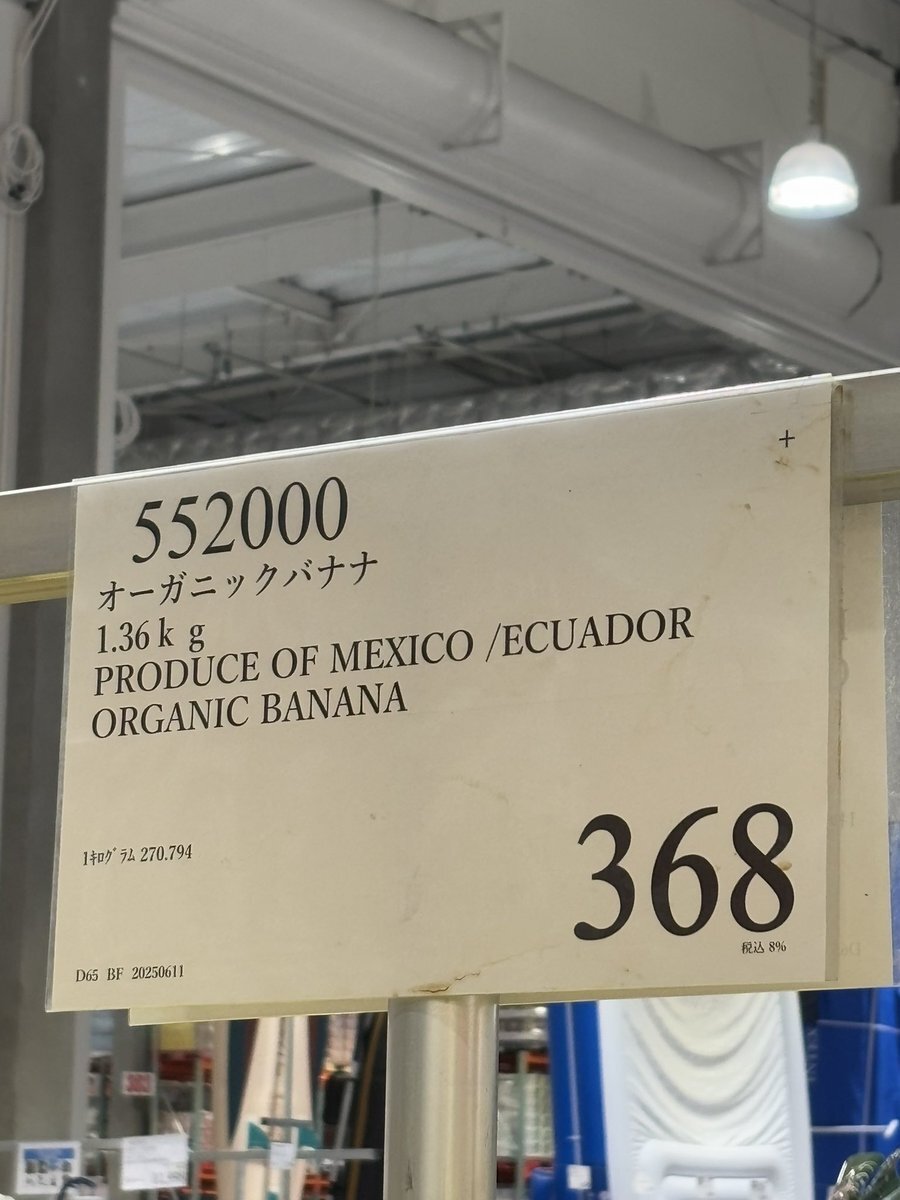 +
552000
オーガニックバナナ
1.36ｋｇ
PRODUCE OF MEXICO /ECUADOR
ORGANIC BANANA
1ｷﾛｸﾞﾗﾑ 270.794
368
税込 8%
D65 BF 20250611